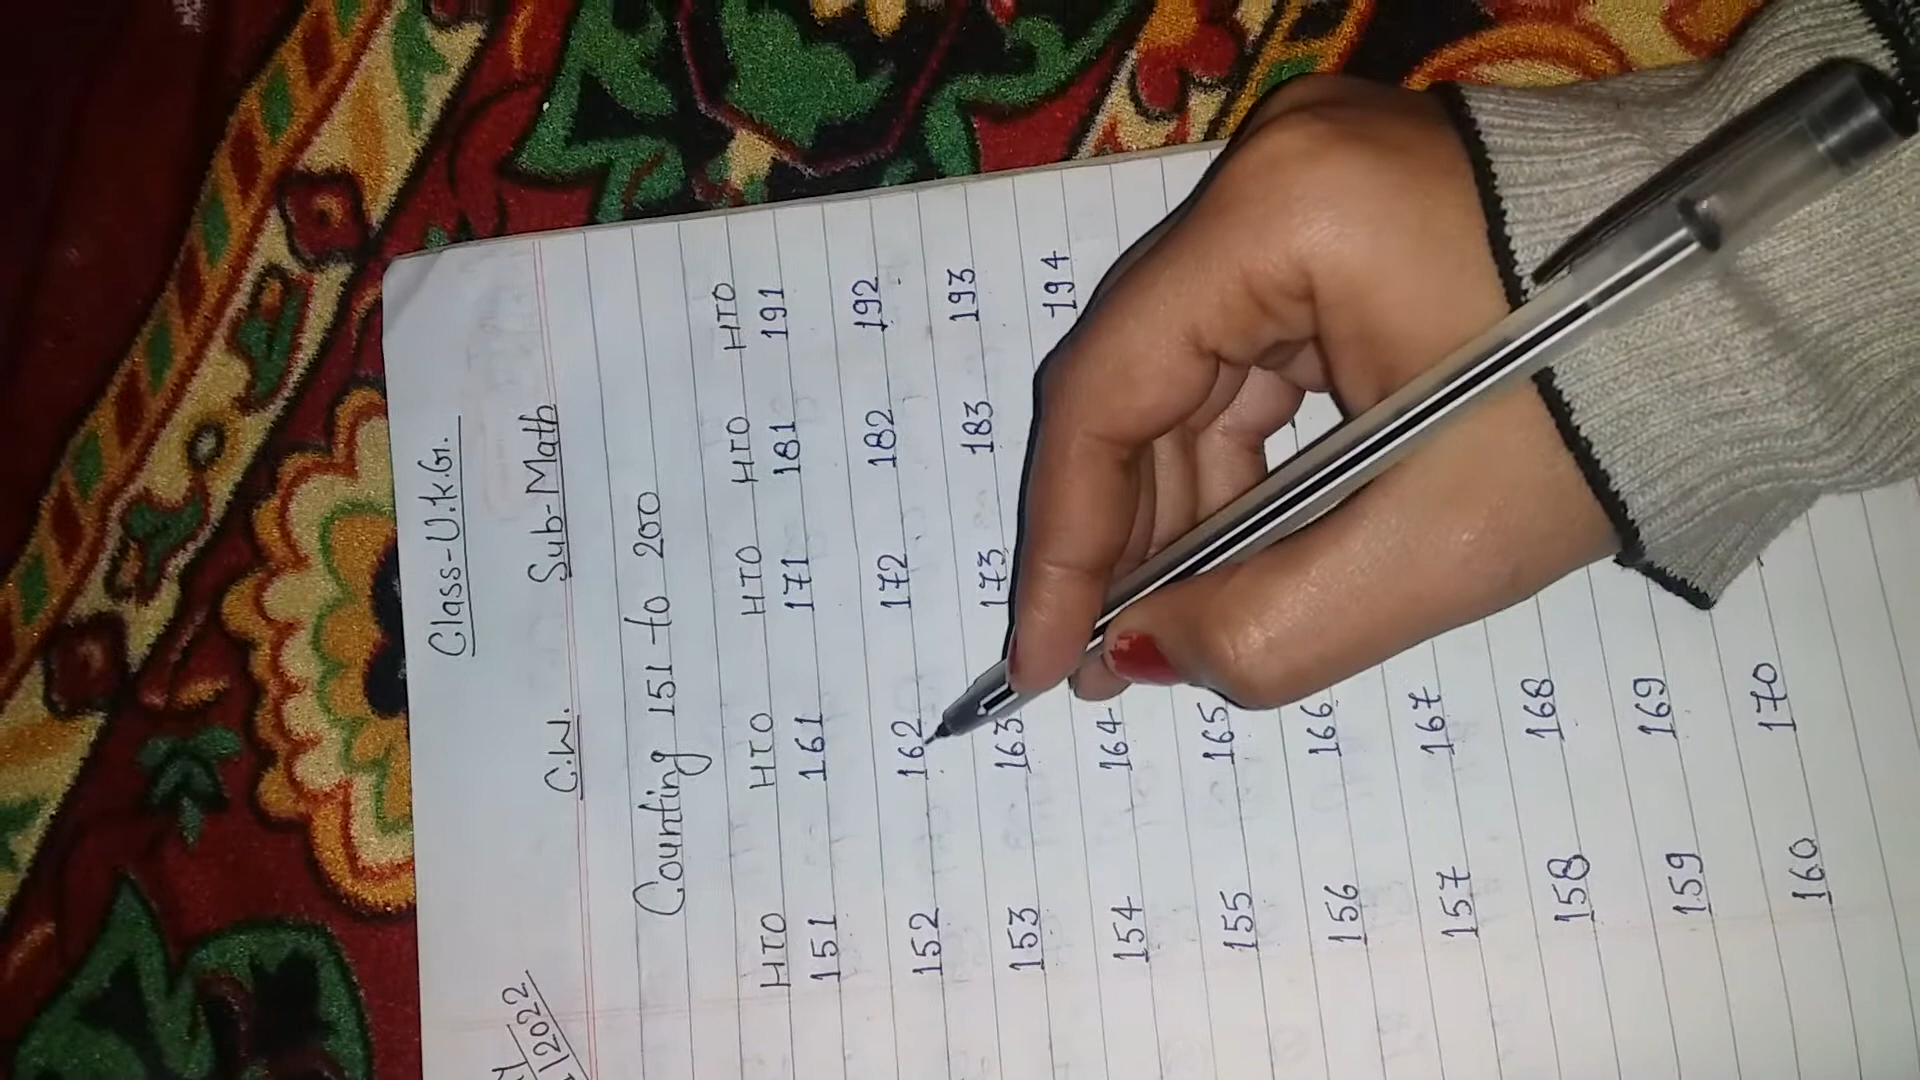 Class-U.K.G.
C.W. Sub-Math
2022
Counting 151 to 200
HTO HTO HTO HTO HTO
151 161 171 181 191
152 162 172 182 192
153 163 173 183 193
154 164 194
155 165
156 166
157 167
158 168
159 169
160 170